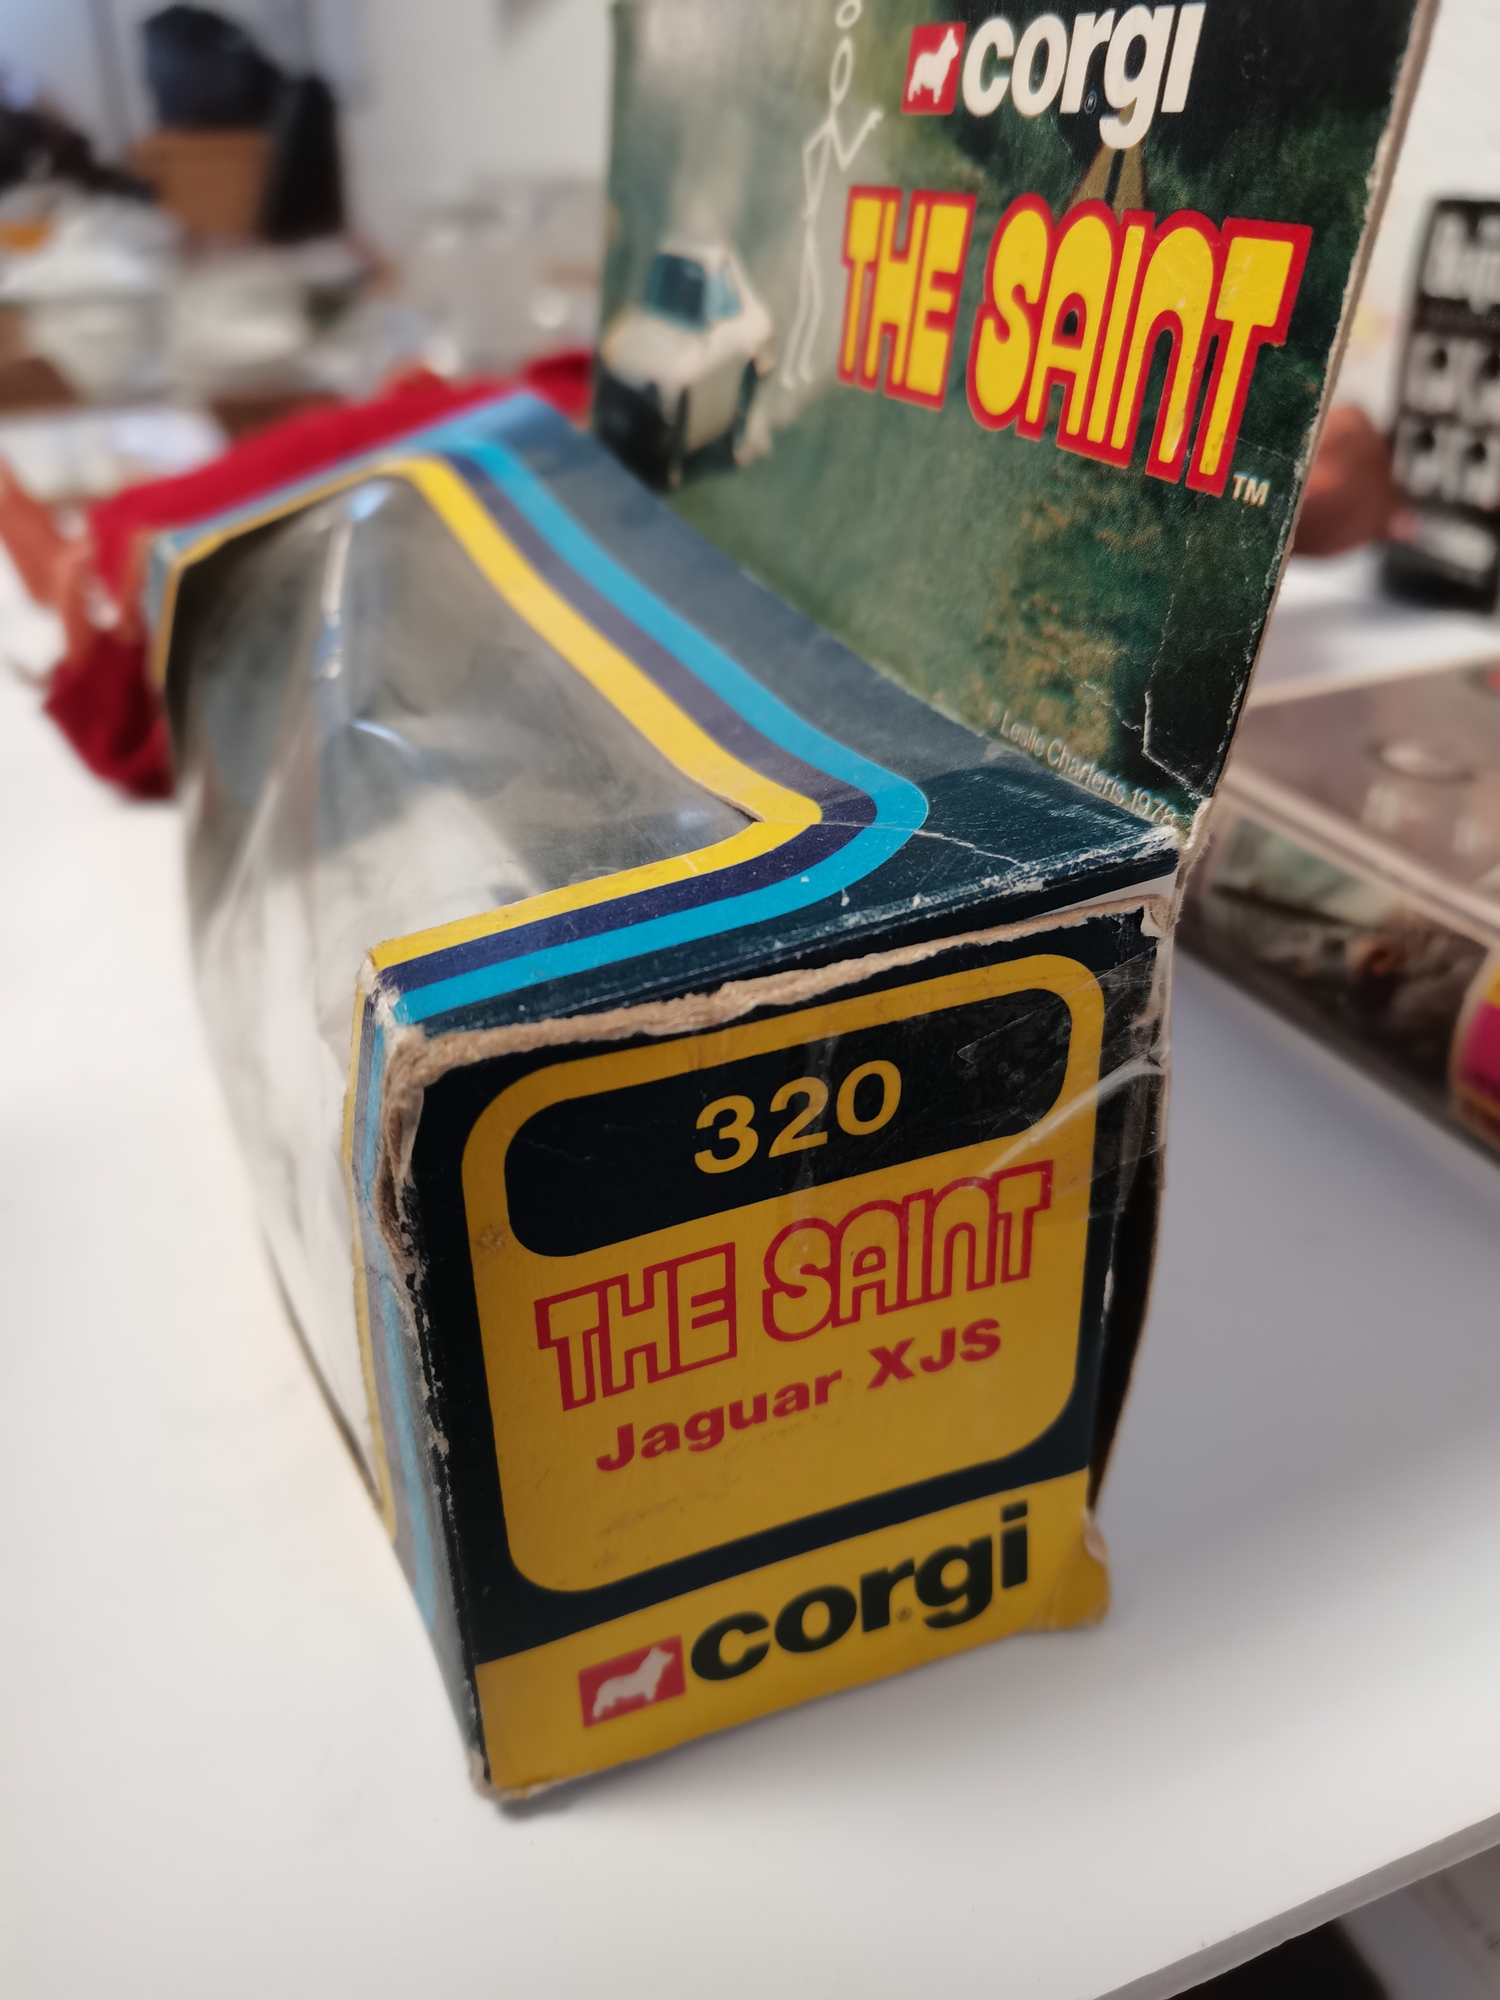 corgi
THE SAINT
TM
Leslie Charteris 1978
320
THE SAINT
Jaguar XJS
corgi